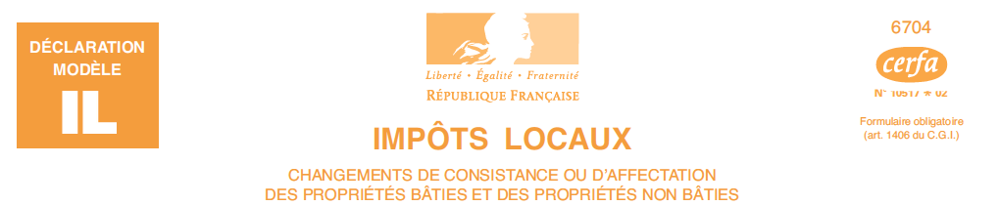 DÉCLARATION
MODÈLE
IL
Liberté • Égalité • Fraternité
RÉPUBLIQUE FRANÇAISE
6704
cerfa
N° 10517 * 02
Formulaire obligatoire
(art. 1406 du C.G.I.)
IMPÔTS LOCAUX
CHANGEMENTS DE CONSISTANCE OU D'AFFECTATION
DES PROPRIÉTÉS BÂTIES ET DES PROPRIÉTÉS NON BÂTIES